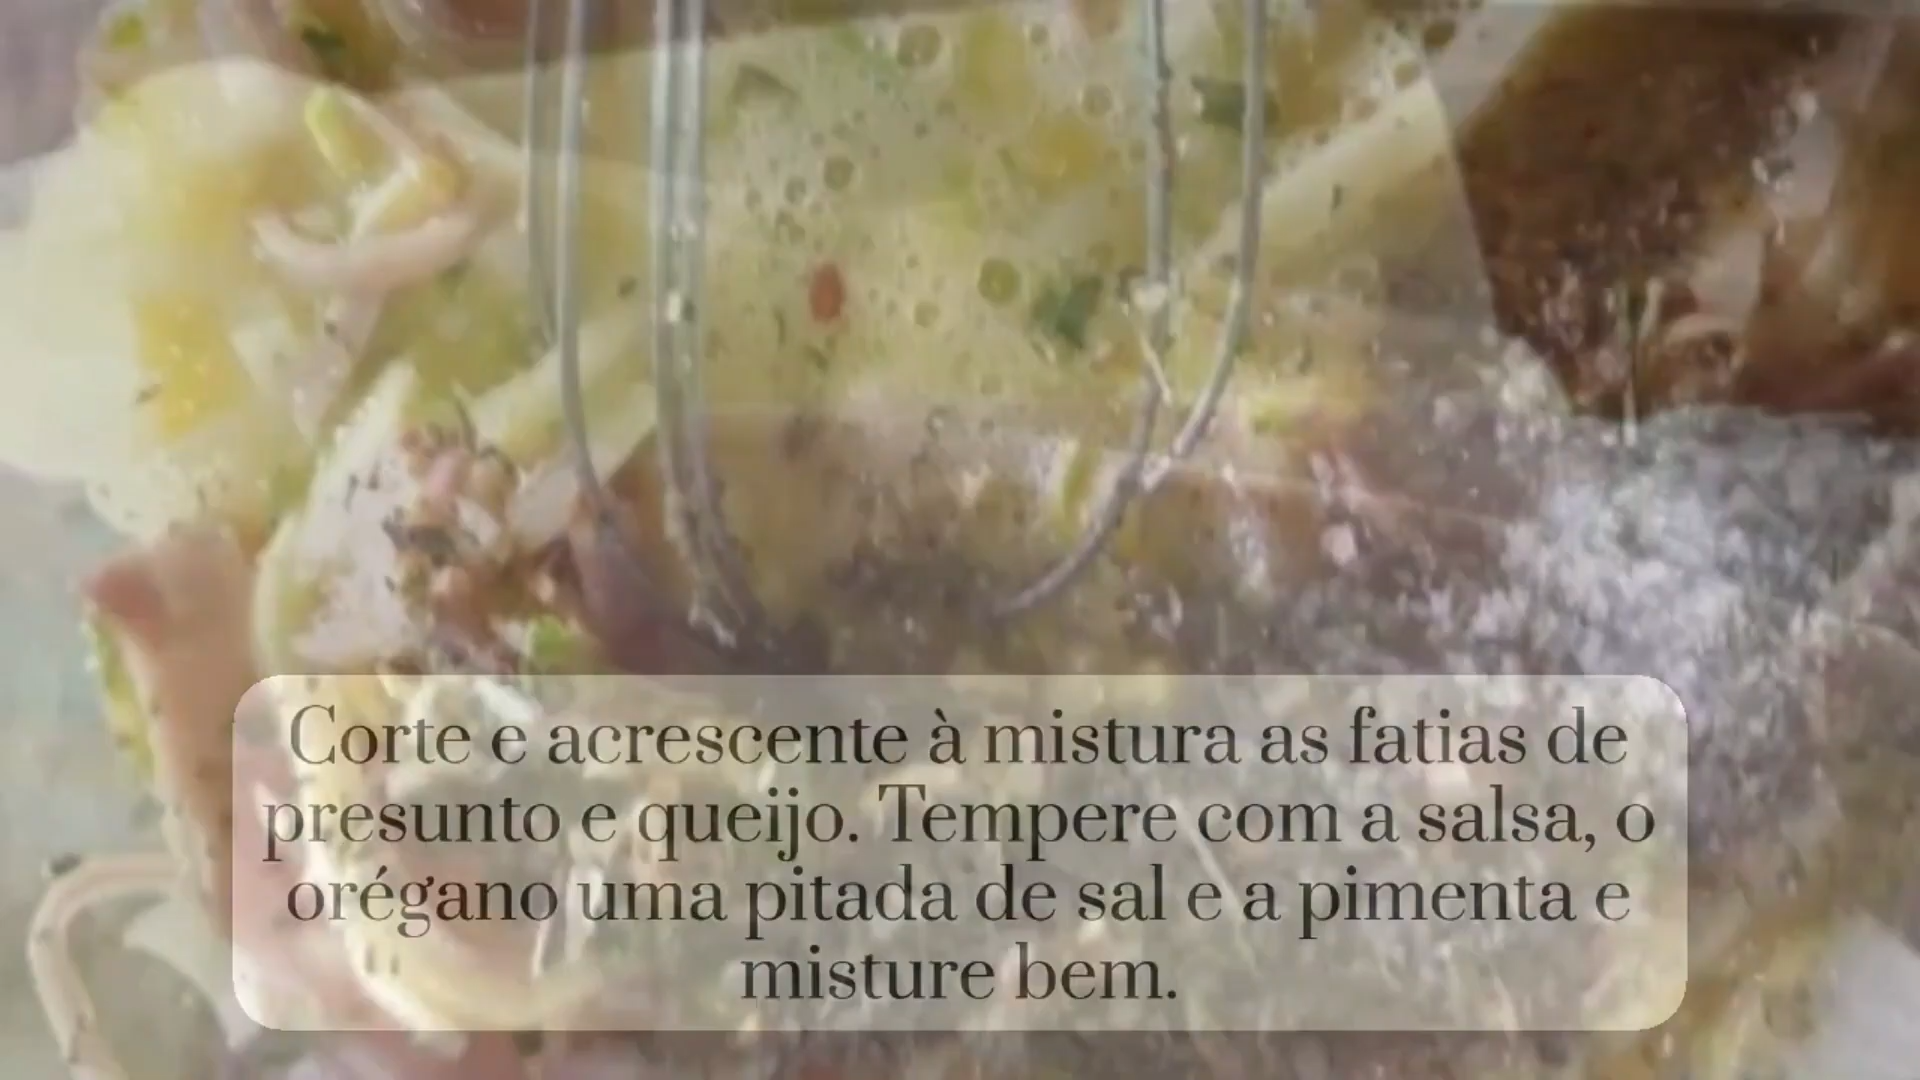 Corte e acrescente à mistura as fatias de
presunto e queijo. Tempere com a salsa, o
orégano uma pitada de sal e a pimenta e
misture bem.